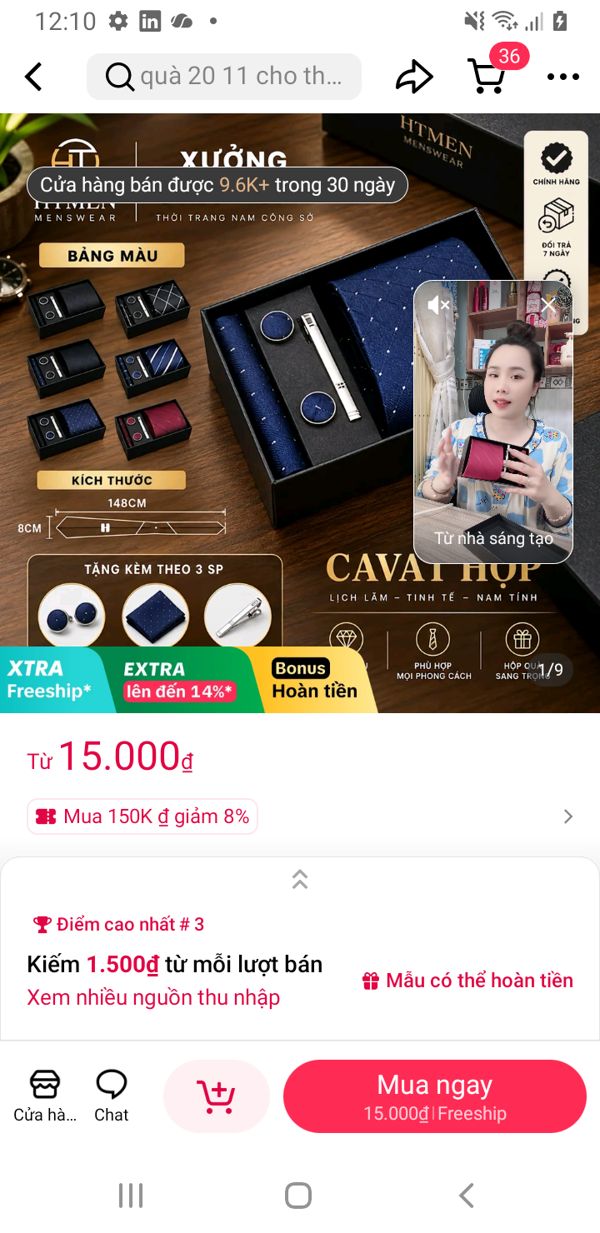 12:10
36
quà 20 11 cho th...
HTMEN
MENSWEAR
XƯỞNG
Cửa hàng bán được 9.6K+ trong 30 ngày
MENSWEAR
THỜI TRANG NAM CÔNG SỞ
CHÍNH HÃNG
ĐỔI TRẢ
7 NGÀY
BẢNG MÀU
KÍCH THƯỚC
148CM
8CM
Từ nhà sáng tạo
TẶNG KÈM THEO 3 SP
CAVAT HỘP
LỊCH LÃM – TINH TẾ – NAM TÍNH
PHÙ HỢP
MỌI PHONG CÁCH
HỘP QUÀ
SANG TRỌNG
1/9
XTRA
Freeship*
EXTRA
lên đến 14%*
Bonus
Hoàn tiền
Từ 15.000₫
Mua 150K ₫ giảm 8%
Điểm cao nhất # 3
Kiếm 1.500₫ từ mỗi lượt bán
Xem nhiều nguồn thu nhập
Mẫu có thể hoàn tiền
Cửa hà...
Chat
Mua ngay
15.000₫ | Freeship